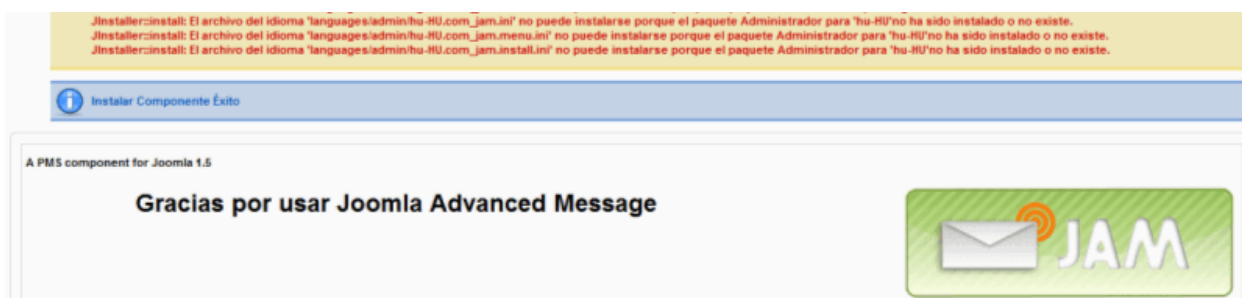 JInstaller::install: El archivo del idioma 'languages/admin/hu-HU.com_jam.ini' no puede instalarse porque el paquete Administrador para 'hu-HU'no ha sido instalado o no existe.
JInstaller::install: El archivo del idioma 'languages/admin/hu-HU.com_jam.menu.ini' no puede instalarse porque el paquete Administrador para 'hu-HU'no ha sido instalado o no existe.
JInstaller::install: El archivo del idioma 'languages/admin/hu-HU.com_jam.install.ini' no puede instalarse porque el paquete Administrador para 'hu-HU'no ha sido instalado o no existe.
Instalar Componente Éxito
A PMS component for Joomla 1.5
Gracias por usar Joomla Advanced Message
JAM